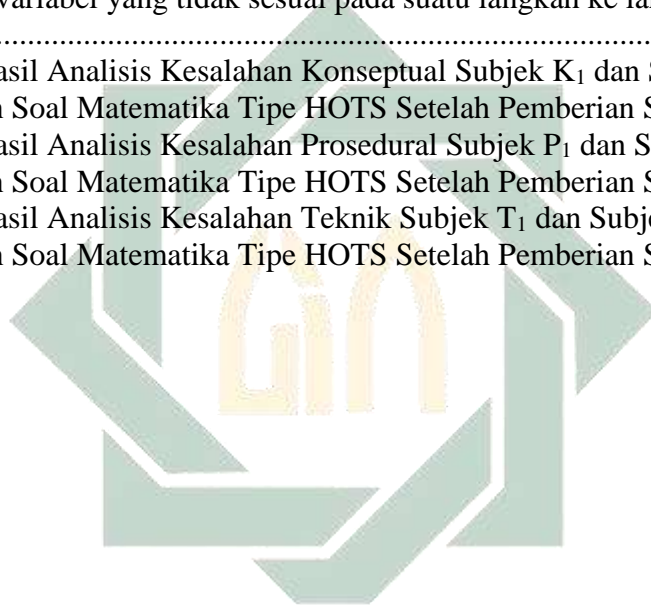 variabel yang tidak sesuai pada suatu langkah ke
......................................................................................
asil Analisis Kesalahan Konseptual Subjek K₁ dan S
n Soal Matematika Tipe HOTS Setelah Pemberian S
asil Analisis Kesalahan Prosedural Subjek P₁ dan S
n Soal Matematika Tipe HOTS Setelah Pemberian S
asil Analisis Kesalahan Teknik Subjek T₁ dan Subj
n Soal Matematika Tipe HOTS Setelah Pemberian S